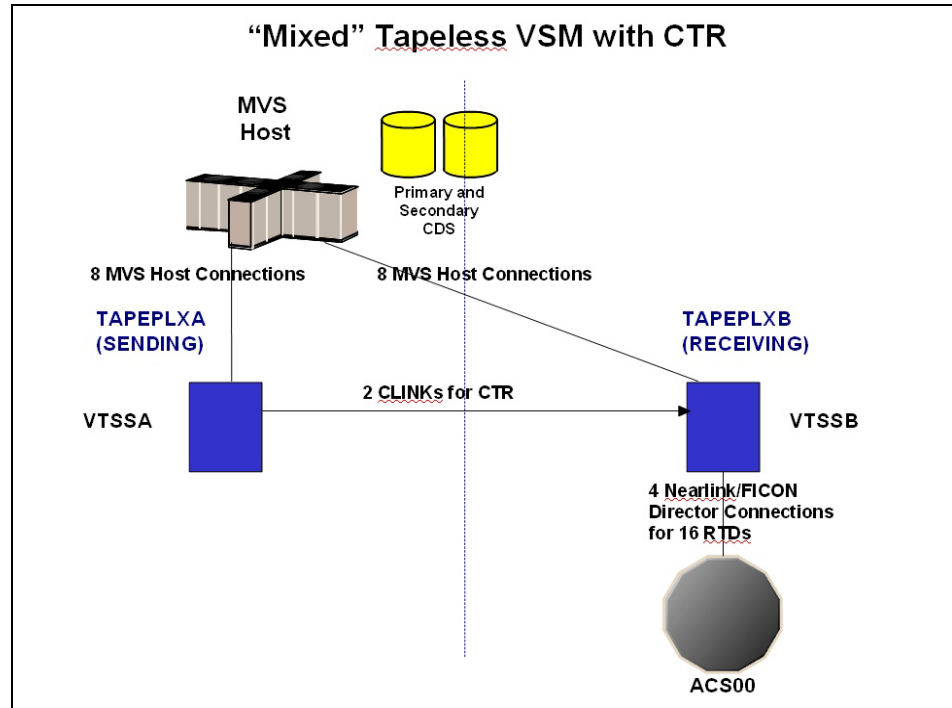 “Mixed” Tapeless VSM with CTR
MVS
Host
Primary and
Secondary
CDS
8 MVS Host Connections
8 MVS Host Connections
TAPEPLXA
(SENDING)
TAPEPLXB
(RECEIVING)
2 CLINKs for CTR
VTSSA
VTSSB
4 Nearlink/FICON
Director Connections
for 16 RTDs
ACS00